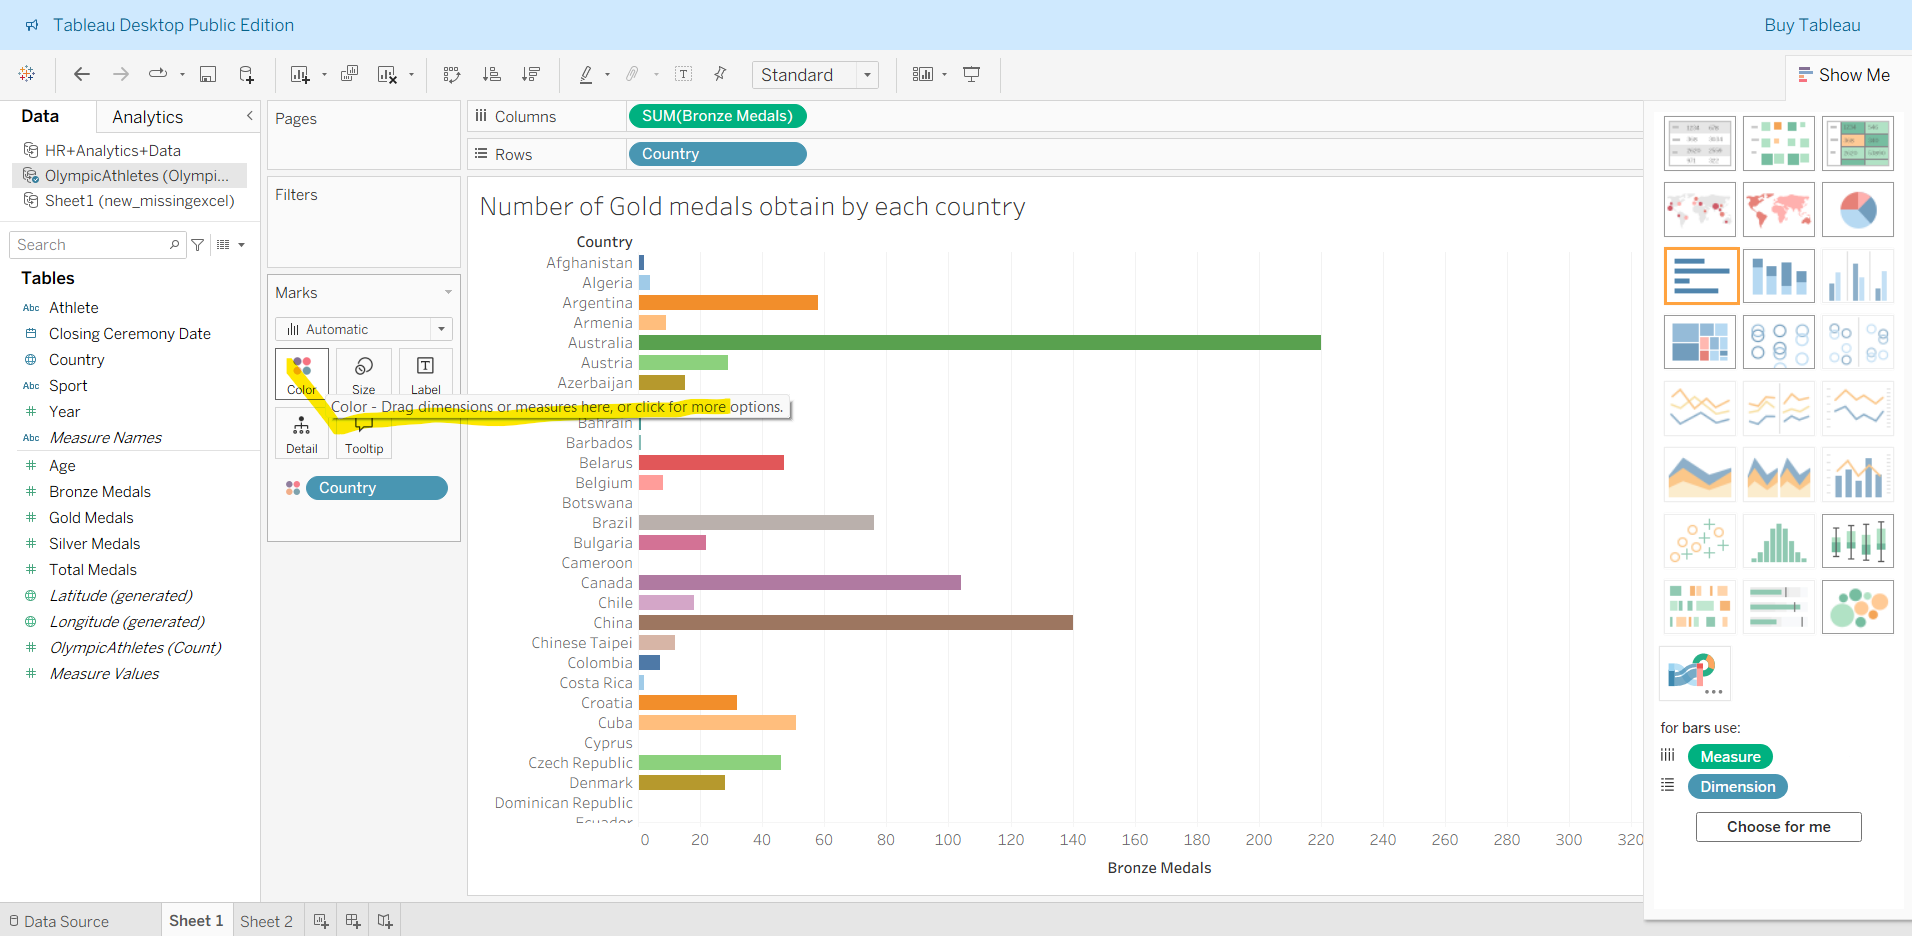 Tableau Desktop Public Edition
Buy Tableau
Standard
Show Me
Data
Analytics
HR+Analytics+Data
OlympicAthletes (Olympi...
Sheet1 (new_missingexcel)
Search
Tables
Abc Athlete
Closing Ceremony Date
Country
Abc Sport
# Year
Abc Measure Names
# Age
# Bronze Medals
# Gold Medals
# Silver Medals
# Total Medals
Latitude (generated)
Longitude (generated)
# OlympicAthletes (Count)
# Measure Values
Pages
Filters
Marks
Automatic
Color
Size
Label
Color - Drag dimensions or measures here, or click for more options.
Detail
Tooltip
Country
Columns
SUM(Bronze Medals)
Rows
Country
Number of Gold medals obtain by each country
Country
Afghanistan
Algeria
Argentina
Armenia
Australia
Austria
Azerbaijan
Bahrain
Barbados
Belarus
Belgium
Botswana
Brazil
Bulgaria
Cameroon
Canada
Chile
China
Chinese Taipei
Colombia
Costa Rica
Croatia
Cuba
Cyprus
Czech Republic
Denmark
Dominican Republic
Ecuador
0 20 40 60 80 100 120 140 160 180 200 220 240 260 280 300 320
Bronze Medals
for bars use:
Measure
Dimension
Choose for me
Data Source
Sheet 1
Sheet 2